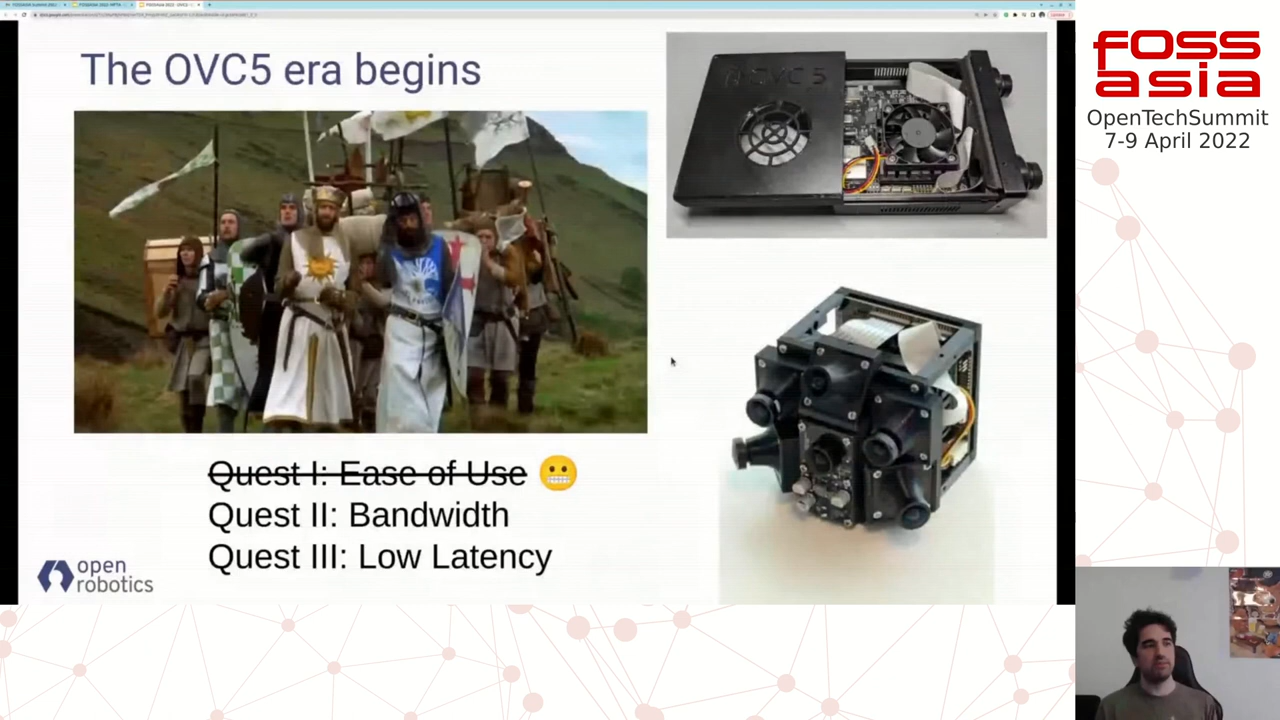 The OVC5 era begins
OVC5
Quest I: Ease of Use 😬
Quest II: Bandwidth
Quest III: Low Latency
open
robotics
FOSS
asia
OpenTechSummit
7-9 April 2022